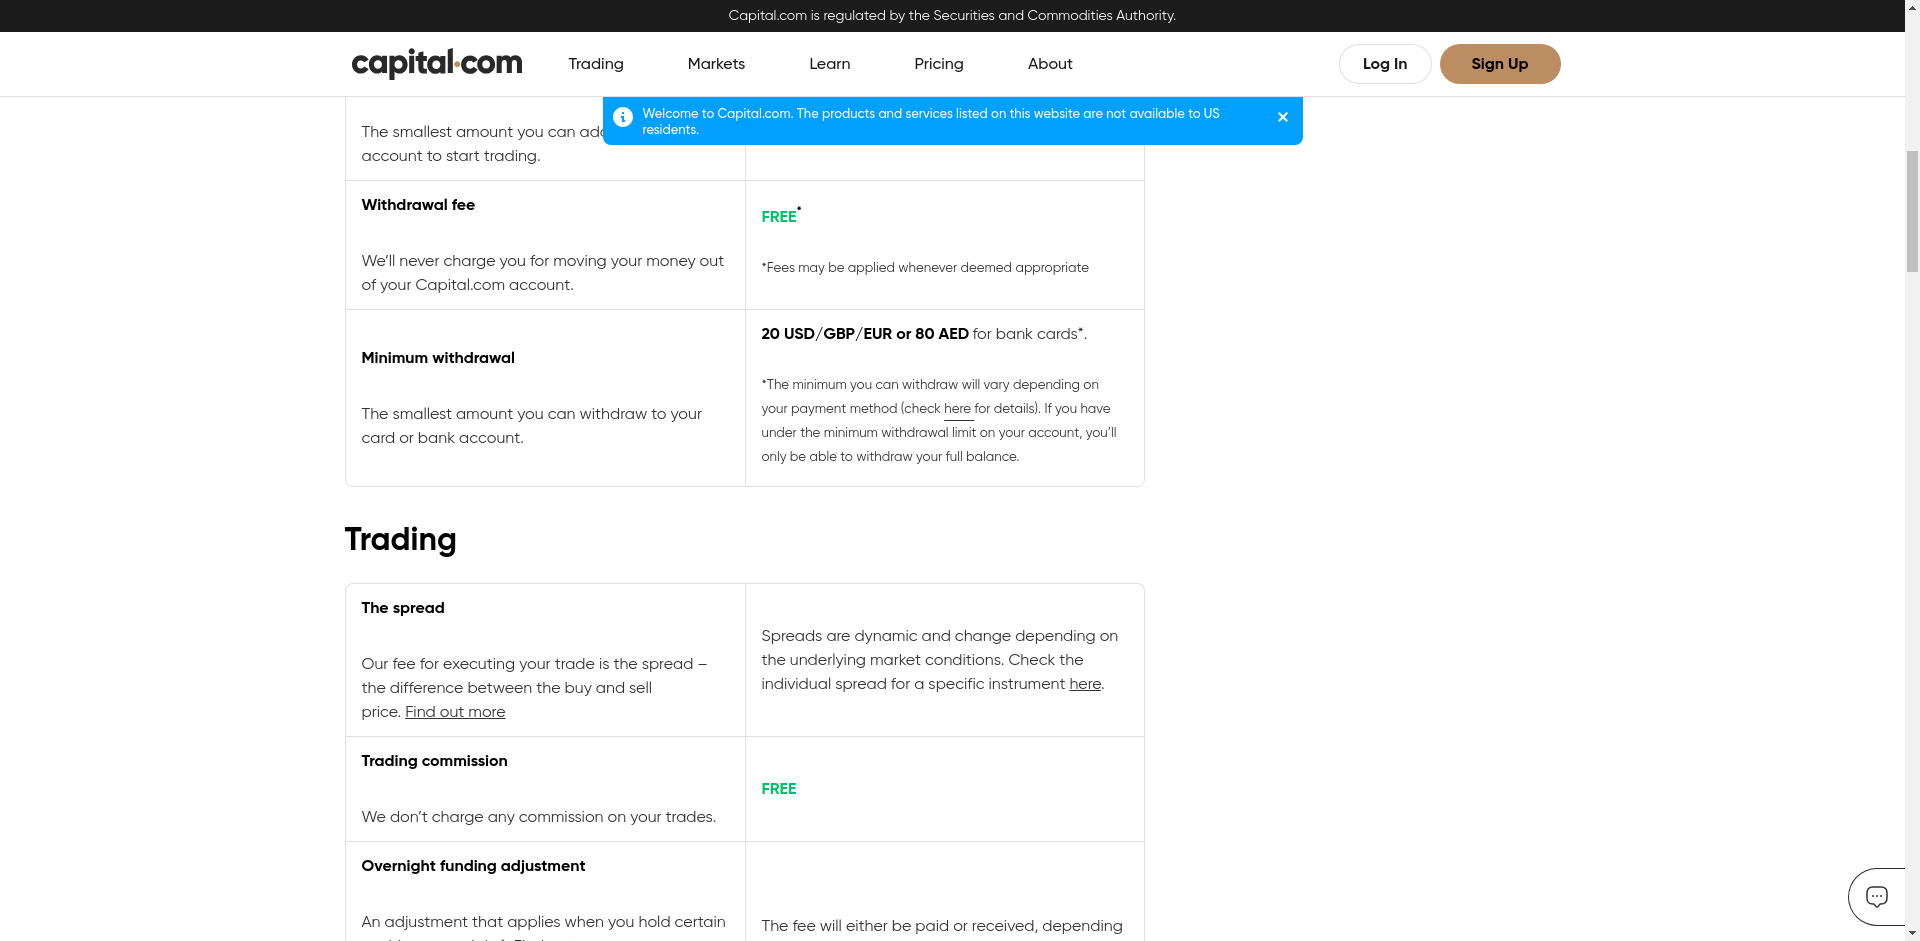 Capital.com is regulated by the Securities and Commodities Authority.
capital.com
Trading
Markets
Learn
Pricing
About
Log In
Sign Up
Welcome to Capital.com. The products and services listed on this website are not available to US
residents.
The smallest amount you can
account to start trading.
Withdrawal fee
We’ll never charge you for moving your money out
of your Capital.com account.
FREE*
*Fees may be applied whenever deemed appropriate
Minimum withdrawal
The smallest amount you can withdraw to your
card or bank account.
20 USD/GBP/EUR or 80 AED for bank cards*.
*The minimum you can withdraw will vary depending on
your payment method (check here for details). If you have
under the minimum withdrawal limit on your account, you’ll
only be able to withdraw your full balance.
Trading
The spread
Our fee for executing your trade is the spread –
the difference between the buy and sell
price. Find out more
Spreads are dynamic and change depending on
the underlying market conditions. Check the
individual spread for a specific instrument here.
Trading commission
We don’t charge any commission on your trades.
FREE
Overnight funding adjustment
An adjustment that applies when you hold certain
The fee will either be paid or received, depending